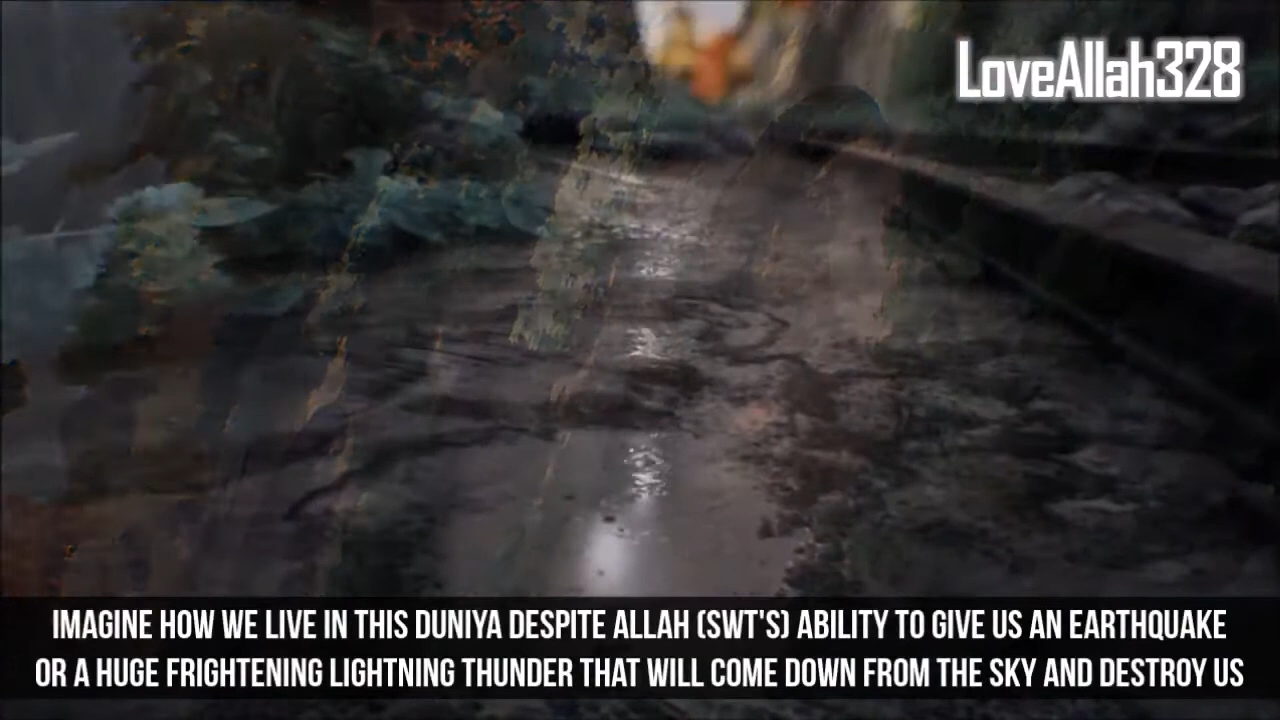 LoveAllah328
IMAGINE HOW WE LIVE IN THIS DUNIYA DESPITE ALLAH (SWT'S) ABILITY TO GIVE US AN EARTHQUAKE
OR A HUGE FRIGHTENING LIGHTNING THUNDER THAT WILL COME DOWN FROM THE SKY AND DESTROY US